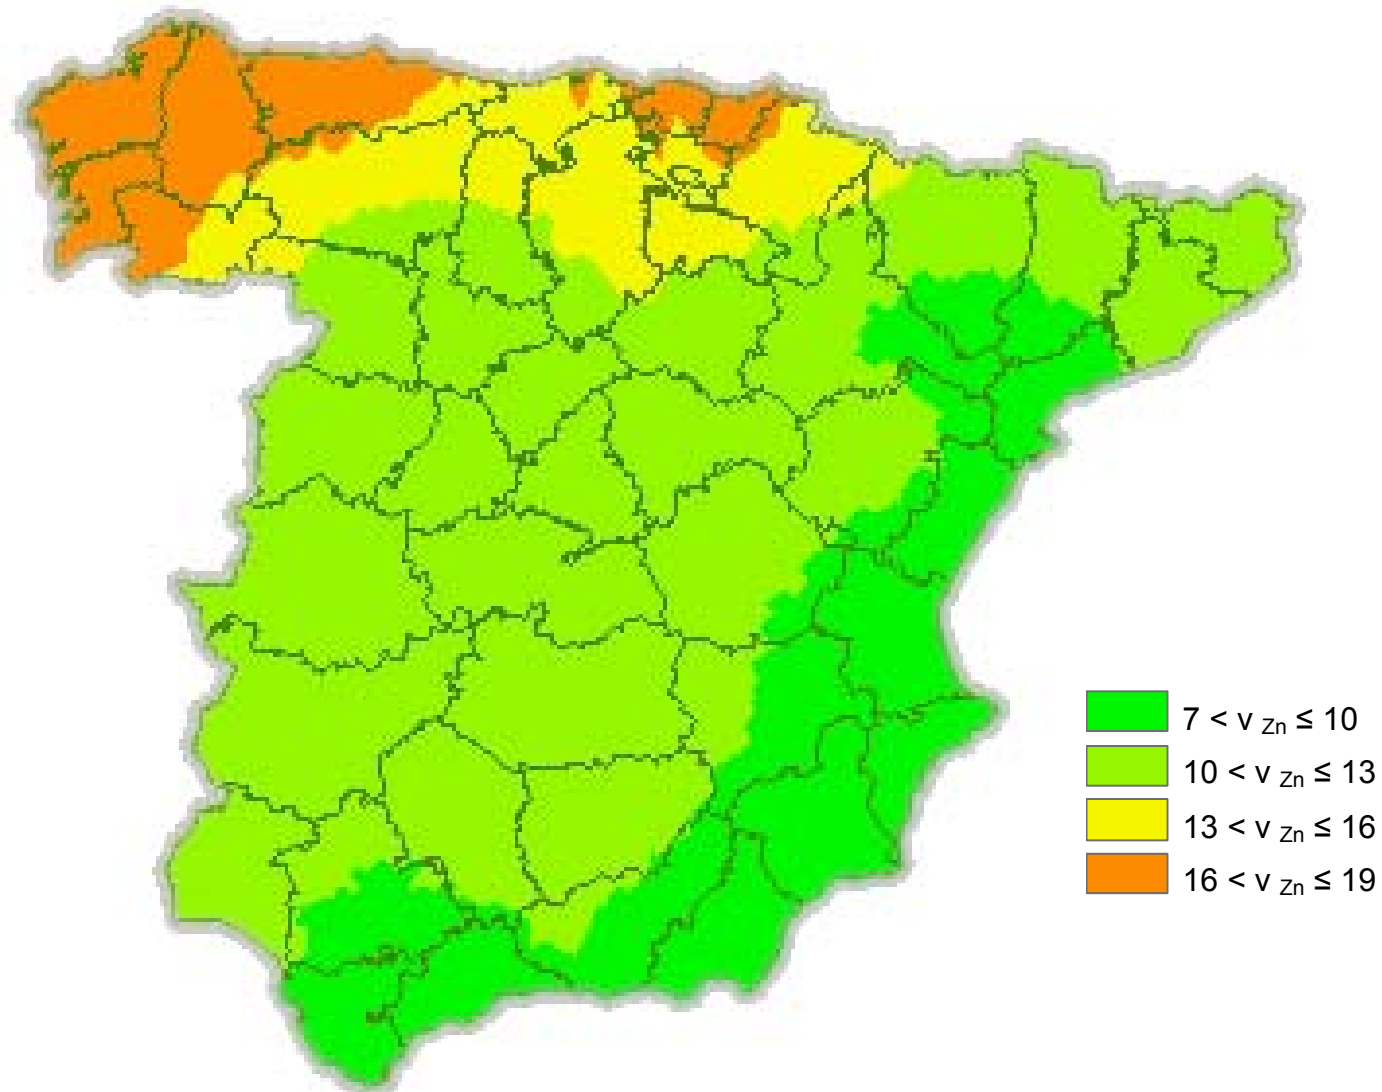 7 < v Zn ≤ 10
10 < v Zn ≤ 13
13 < v Zn ≤ 16
16 < v Zn ≤ 19